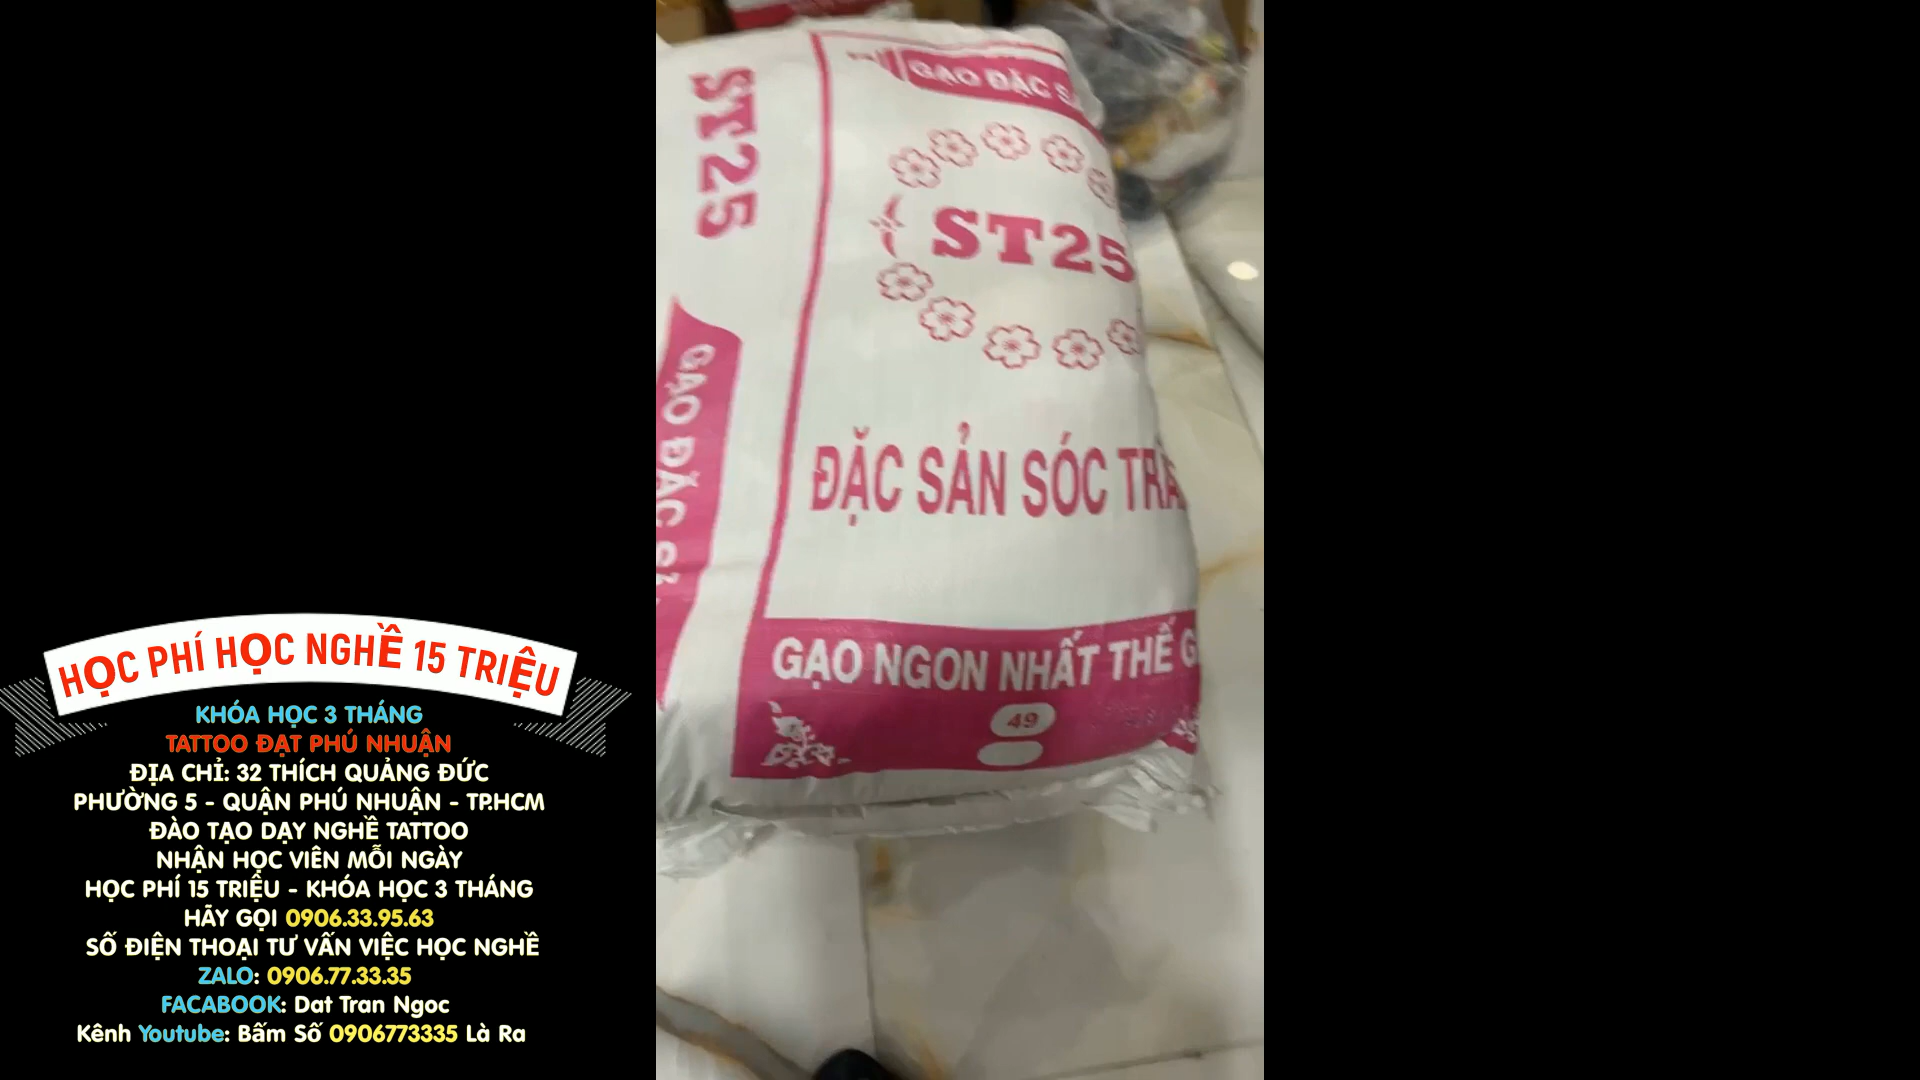 HỌC PHÍ HỌC NGHỀ 15 TRIỆU
KHÓA HỌC 3 THÁNG
TATTOO ĐẠT PHÚ NHUẬN
ĐỊA CHỈ: 32 THÍCH QUẢNG ĐỨC
PHƯỜNG 5 - QUẬN PHÚ NHUẬN - TP.HCM
ĐÀO TẠO DẠY NGHỀ TATTOO
NHẬN HỌC VIÊN MỖI NGÀY
HỌC PHÍ 15 TRIỆU - KHÓA HỌC 3 THÁNG
HÃY GỌI 0906.33.95.63
SỐ ĐIỆN THOẠI TƯ VẤN VIỆC HỌC NGHỀ
ZALO: 0906.77.33.35
FACABOOK: Dat Tran Ngoc
Kênh Youtube: Bấm Số 0906773335 Là Ra
ST25
GẠO ĐẶC
GẠO ĐẶC
ST25
ĐẶC SẢN SÓC
GẠO NGON NHẤT THẾ
49